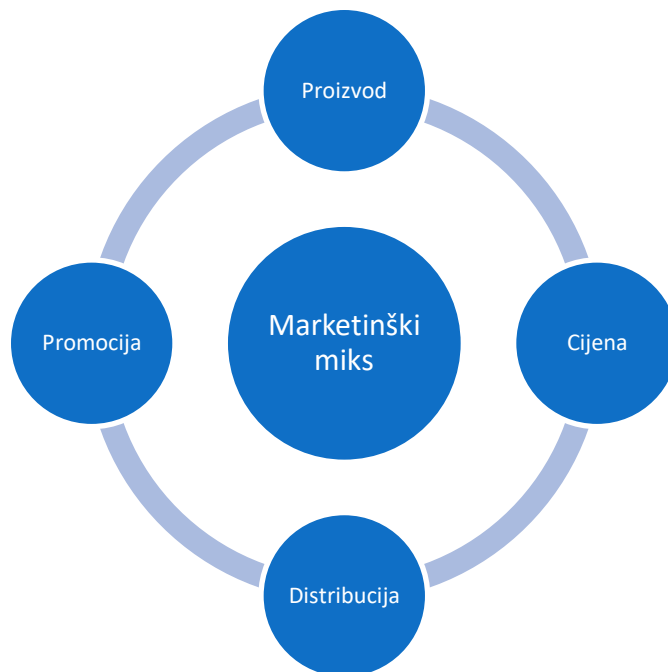 Proizvod
Promocija
Marketinški
miks
Cijena
Distribucija